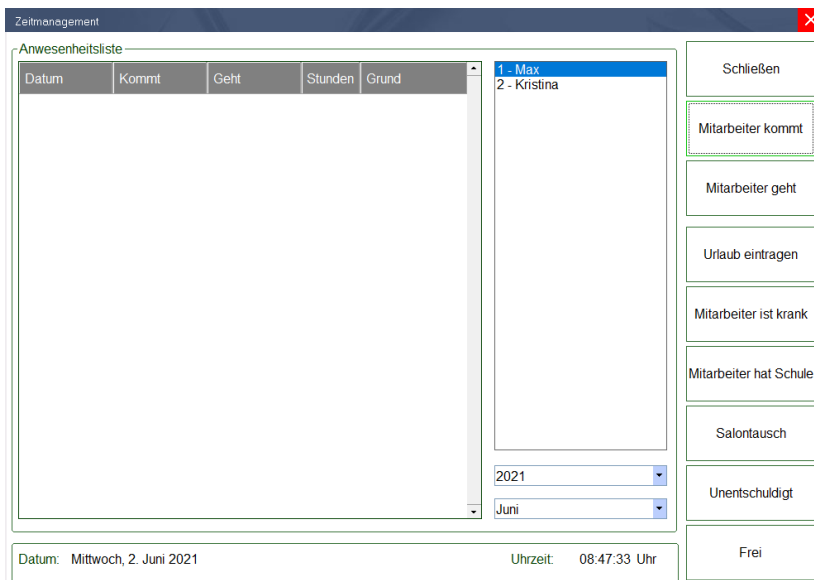 Zeitmanagement
Anwesenheitsliste
Datum Kommt Geht Stunden Grund
1 - Max
2 - Kristina
2021
Juni
Datum: Mittwoch, 2. Juni 2021 Uhrzeit: 08:47:33 Uhr
Schließen
Mitarbeiter kommt
Mitarbeiter geht
Urlaub eintragen
Mitarbeiter ist krank
Mitarbeiter hat Schule
Salontausch
Unentschuldigt
Frei